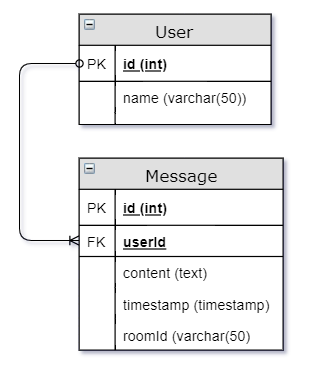 User
PK id (int)
name (varchar(50))
Message
PK id (int)
FK userId
content (text)
timestamp (timestamp)
roomId (varchar(50)